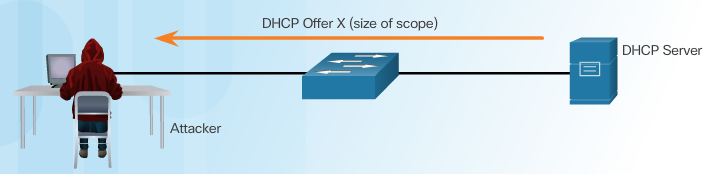 DHCP Offer X (size of scope)
DHCP Server
Attacker